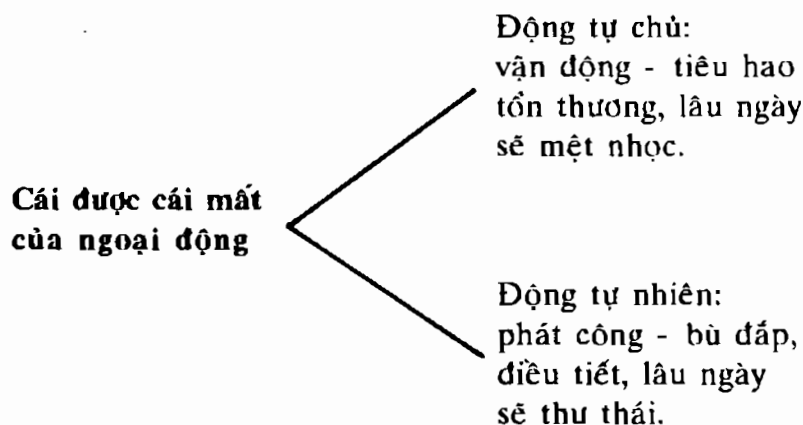 Động tự chủ:
vận động - tiêu hao
tổn thương, lâu ngày
sẽ mệt nhọc.
Cái được cái mất
của ngoại động
Động tự nhiên:
phát công - bù đắp,
điều tiết, lâu ngày
sẽ thư thái.